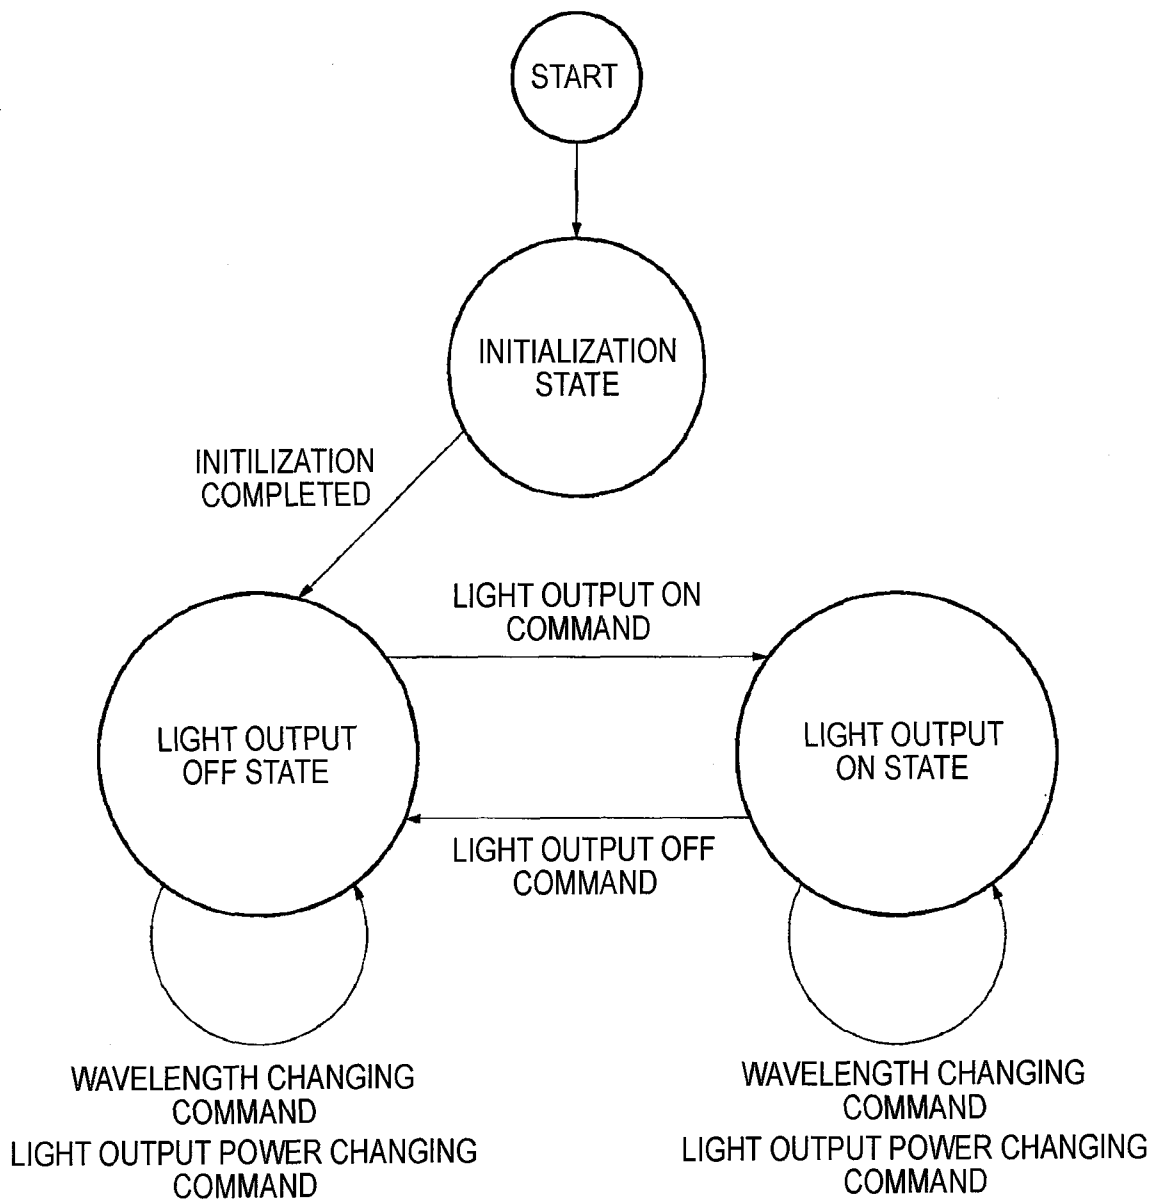 START
INITIALIZATION
STATE
INITILIZATION
COMPLETED
LIGHT OUTPUT ON
COMMAND
LIGHT OUTPUT
OFF STATE
LIGHT OUTPUT
ON STATE
LIGHT OUTPUT OFF
COMMAND
WAVELENGTH CHANGING
COMMAND
LIGHT OUTPUT POWER CHANGING
COMMAND
WAVELENGTH CHANGING
COMMAND
LIGHT OUTPUT POWER CHANGING
COMMAND